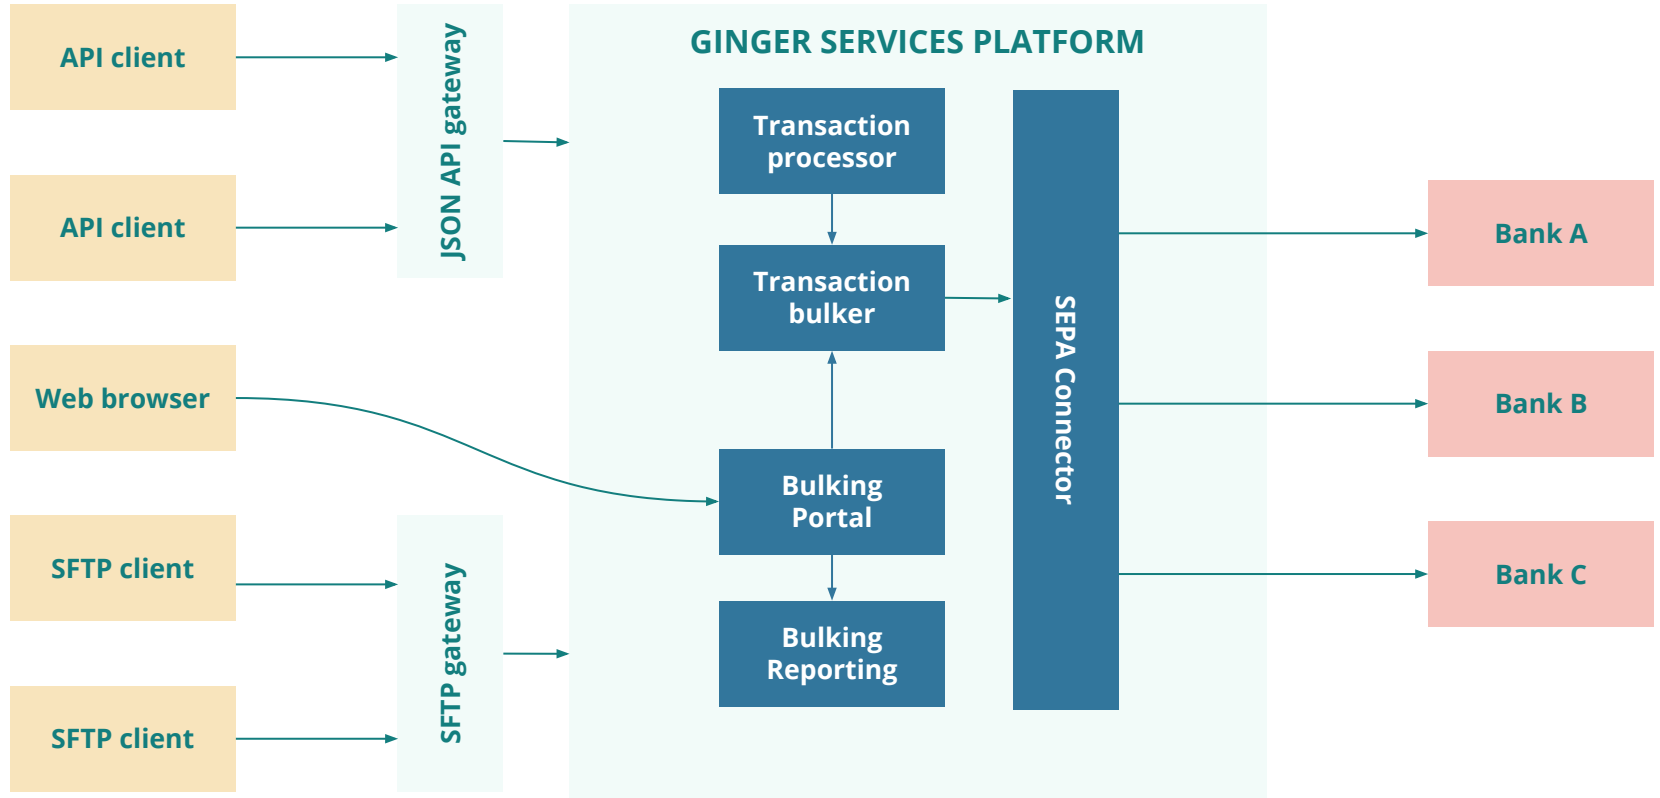 API client
API client
Web browser
SFTP client
SFTP client
JSON API gateway
SFTP gateway
GINGER SERVICES PLATFORM
Transaction
processor
Transaction
bulker
Bulking
Portal
Bulking
Reporting
SEPA Connector
Bank A
Bank B
Bank C